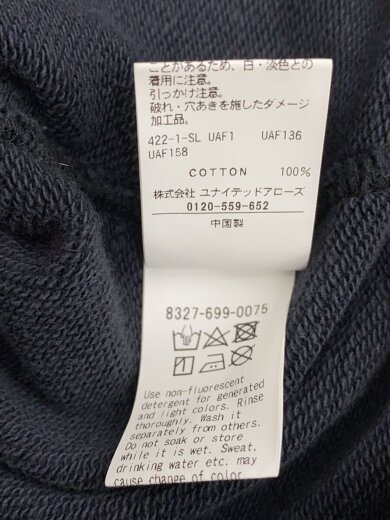 ことがあるため、白・淡色との
着用に注意。
引っかけ注意。
破れ・穴あきを施したダメージ
加工品。
422-1-SL UAF1 UAF136
UAF158
COTTON 100%
株式会社 ユナイテッドアローズ
0120-559-652
中国製
8327-699-0075
Use non-fluorescent
detergent for generated
and light colors. Rinse
thoroughly. Wash it
separately from others.
Do not soak or store
while it is wet. Sweat,
drinking water etc. may
cause change of color